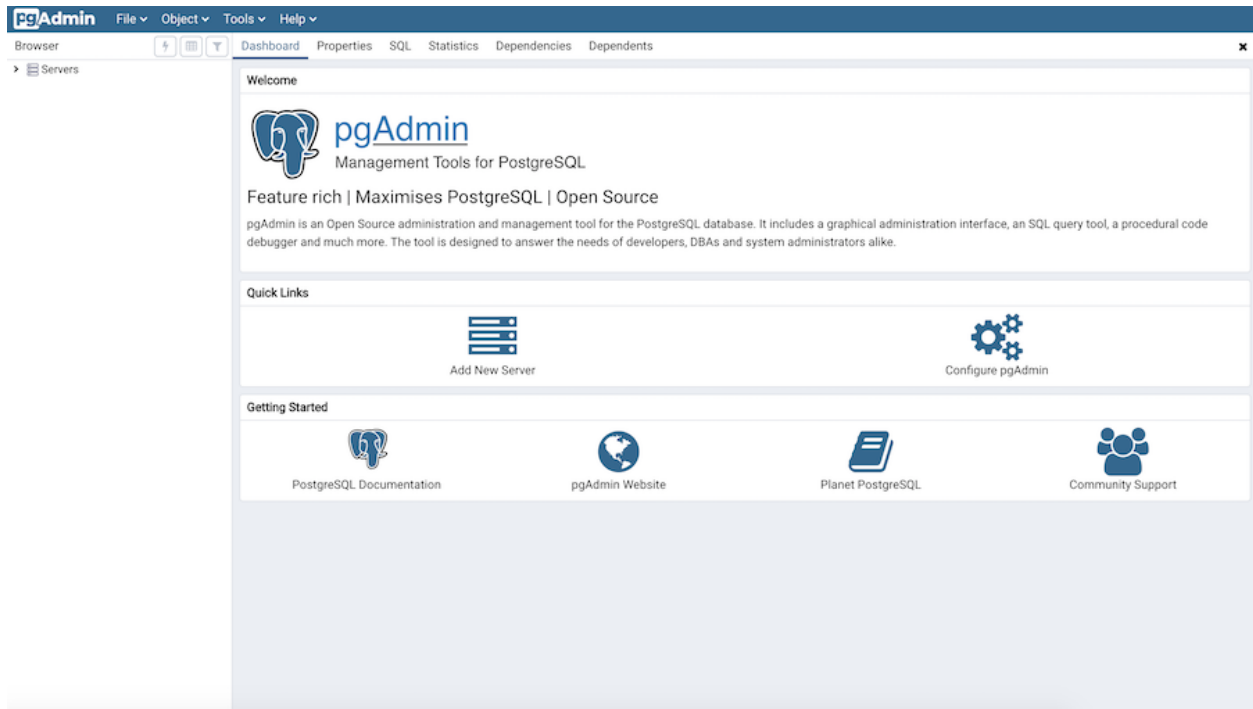 pgAdmin File Object Tools Help
Browser Dashboard Properties SQL Statistics Dependencies Dependents
Servers
Welcome
pgAdmin
Management Tools for PostgreSQL
Feature rich | Maximises PostgreSQL | Open Source
pgAdmin is an Open Source administration and management tool for the PostgreSQL database. It includes a graphical administration interface, an SQL query tool, a procedural code
debugger and much more. The tool is designed to answer the needs of developers, DBAs and system administrators alike.
Quick Links
Add New Server Configure pgAdmin
Getting Started
PostgreSQL Documentation pgAdmin Website Planet PostgreSQL Community Support